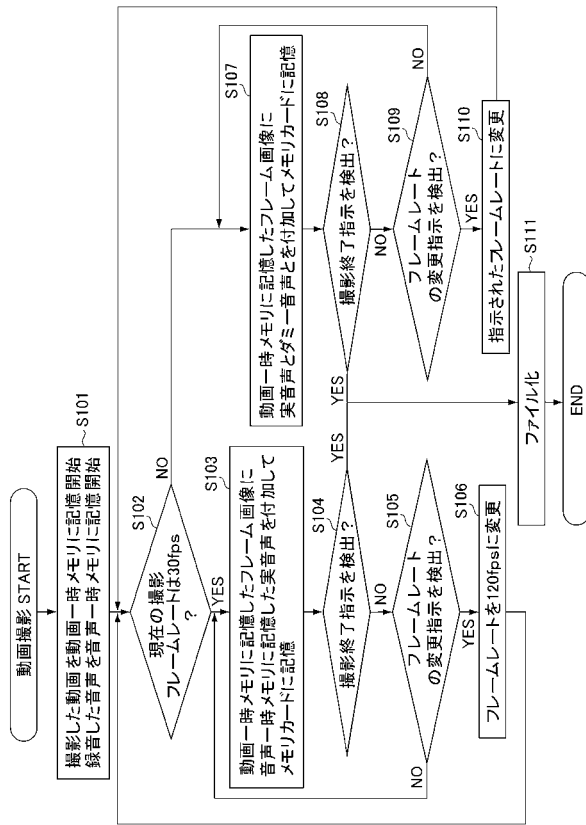 動画撮影 START
S101
撮影した動画を動画一時メモリに記憶開始
録音した音声を音声一時メモリに記憶開始
S102
現在の撮影
フレームレートは30fps
?
NO
YES
S103
動画一時メモリに記憶したフレーム画像に
音声一時メモリに記憶した実音声を付加して
メモリカードに記憶
S104
撮影終了指示を検出?
YES
NO
S105
フレームレート
の変更指示を検出?
NO
YES
S106
フレームレートを120fpsに変更
S107
動画一時メモリに記憶したフレーム画像に
実音声とダミー音声とを付加してメモリカードに記憶
S108
撮影終了指示を検出?
YES
NO
S109
フレームレート
の変更指示を検出?
NO
YES
S110
指示されたフレームレートに変更
S111
ファイル化
END